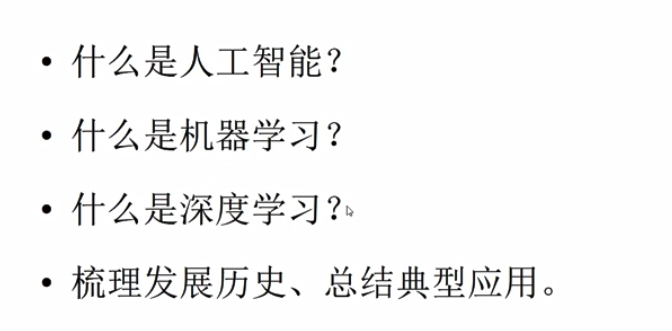 • 什么是人工智能？
• 什么是机器学习？
• 什么是深度学习？
• 梳理发展历史、总结典型应用。